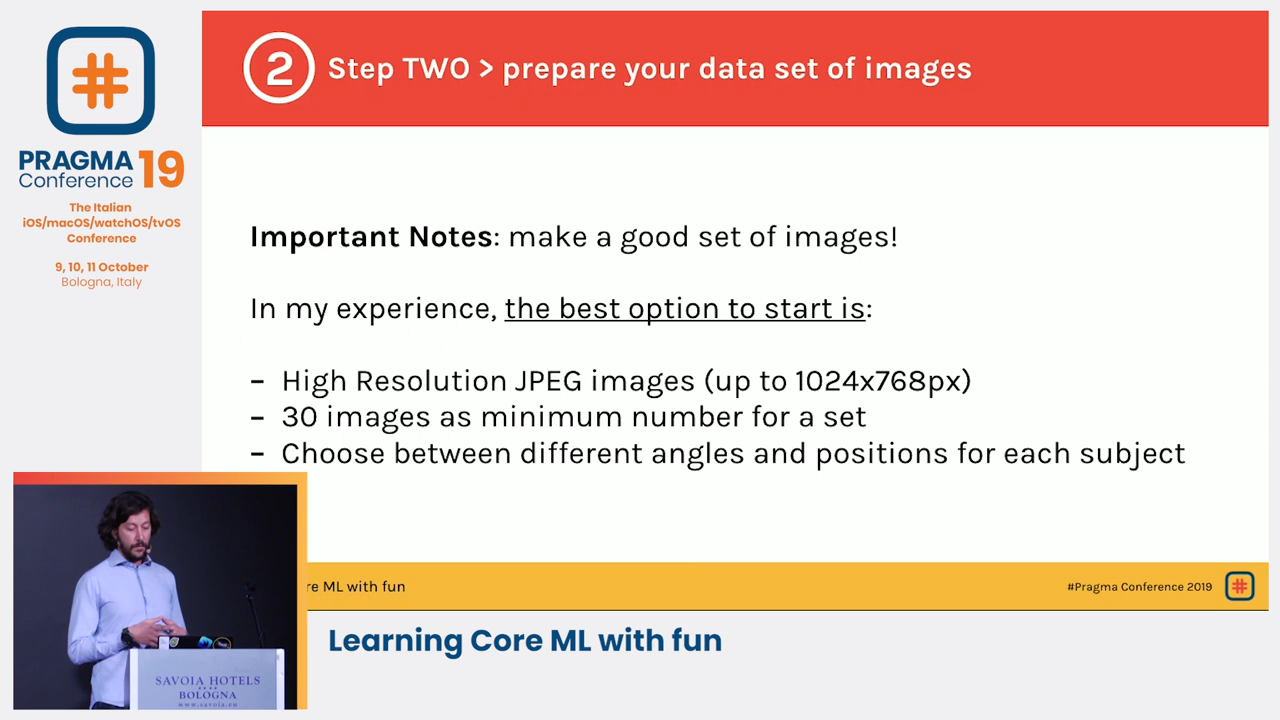 #
PRAGMA 19
Conference
The Italian
iOS/macOS/watchOS/tvOS
Conference
9, 10, 11 October
Bologna, Italy
2 Step TWO > prepare your data set of images
Important Notes: make a good set of images!
In my experience, the best option to start is:
- High Resolution JPEG images (up to 1024x768px)
- 30 images as minimum number for a set
- Choose between different angles and positions for each subject
re ML with fun
#Pragma Conference 2019
#
Learning Core ML with fun
SAVOIA HOTELS
BOLOGNA
www.savoia.eu